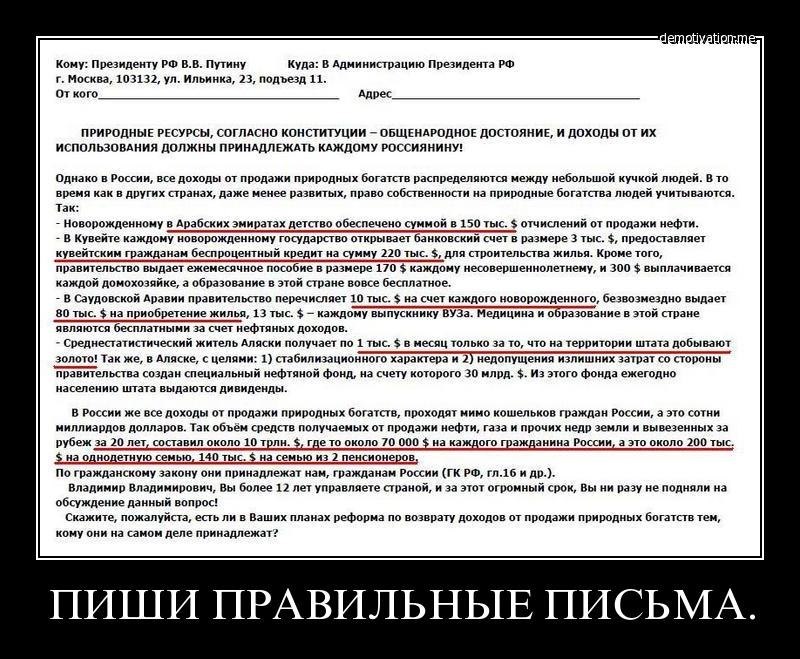 demotivation.me
Кому: Президенту РФ В.В. Путину Куда: В Администрацию Президента РФ
г. Москва, 103132, ул. Ильинка, 23, подъезд 11.
От кого________________________________ Адрес________________________________
ПРИРОДНЫЕ РЕСУРСЫ, СОГЛАСНО КОНСТИТУЦИИ – ОБЩЕНАРОДНОЕ ДОСТОЯНИЕ, И ДОХОДЫ ОТ ИХ
ИСПОЛЬЗОВАНИЯ ДОЛЖНЫ ПРИНАДЛЕЖАТЬ КАЖДОМУ РОССИЯНИНУ!
Однако в России, все доходы от продажи природных богатств распределяются между небольшой кучкой людей. В то
время как в других странах, даже менее развитых, право собственности на природные богатства людей учитываются.
Так:
- Новорожденному в Арабских эмиратах детство обеспечено суммой в 150 тыс. $ отчислений от продажи нефти.
- В Кувейте каждому новорожденному государство открывает банковский счет в размере 3 тыс. $, предоставляет
кувейтским гражданам беспроцентный кредит на сумму 220 тыс. $, для строительства жилья. Кроме того,
правительство выдает ежемесячное пособие в размере 170 $ каждому несовершеннолетнему, и 300 $ выплачивается
каждой домохозяйке, а образование в этой стране вовсе бесплатное.
- В Саудовской Аравии правительство перечисляет 10 тыс. $ на счет каждого новорожденного, безвозмездно выдает
80 тыс. $ на приобретение жилья, 13 тыс. $ – каждому выпускнику ВУЗа. Медицина и образование в этой стране
являются бесплатными за счет нефтяных доходов.
- Среднестатистический житель Аляски получает по 1 тыс. $ в месяц только за то, что на территории штата добывают
золото! Так же, в Аляске, с целями: 1) стабилизационного характера и 2) недопущения излишних затрат со стороны
правительства создан специальный нефтяной фонд, на счету которого 30 млрд. $. Из этого фонда ежегодно
населению штата выдаются дивиденды.
В России же все доходы от продажи природных богатств, проходят мимо кошельков граждан России, а это сотни
миллиардов долларов. Так объём средств получаемых от продажи нефти, газа и прочих недр земли и вывезенных за
рубеж за 20 лет, составил около 10 трлн. $, где то около 70 000 $ на каждого гражданина России, а это около 200 тыс.
$ на однодетную семью, 140 тыс. $ на семью из 2 пенсионеров.
По гражданскому закону они принадлежат нам, гражданам России (ГК РФ, гл.16 и др.).
Владимир Владимирович, Вы более 12 лет управляете страной, и за этот огромный срок, Вы ни разу не подняли на
обсуждение данный вопрос!
Скажите, пожалуйста, есть ли в Ваших планах реформа по возврату доходов от продажи природных богатств тем,
кому они на самом деле принадлежат?
ПИШИ ПРАВИЛЬНЫЕ ПИСЬМА.